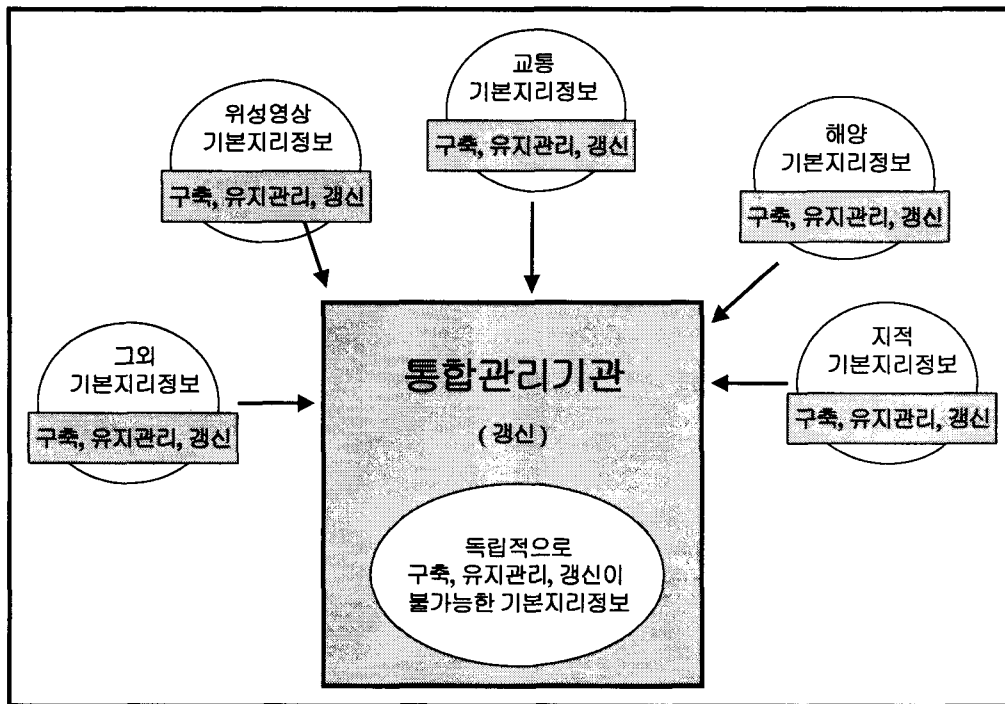 교통
기본지리정보
구축, 유지관리, 갱신
위성영상
기본지리정보
구축, 유지관리, 갱신
해양
기본지리정보
구축, 유지관리, 갱신
그외
기본지리정보
구축, 유지관리, 갱신
지적
기본지리정보
구축, 유지관리, 갱신
통합관리기관
( 갱신 )
독립적으로
구축, 유지관리, 갱신이
불가능한 기본지리정보